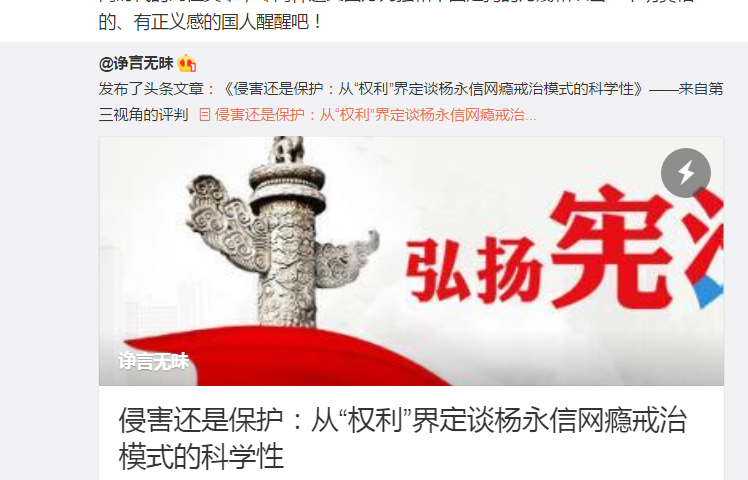 的、有正义感的国人醒醒吧！
@诤言无昧
发布了头条文章：《侵害还是保护：从“权利”界定谈杨永信网瘾戒治模式的科学性》——来自第
三视角的评判 侵害还是保护：从“权利”界定谈杨永信网瘾戒治...
弘扬宪
诤言无昧
侵害还是保护：从“权利”界定谈杨永信网瘾戒治
模式的科学性